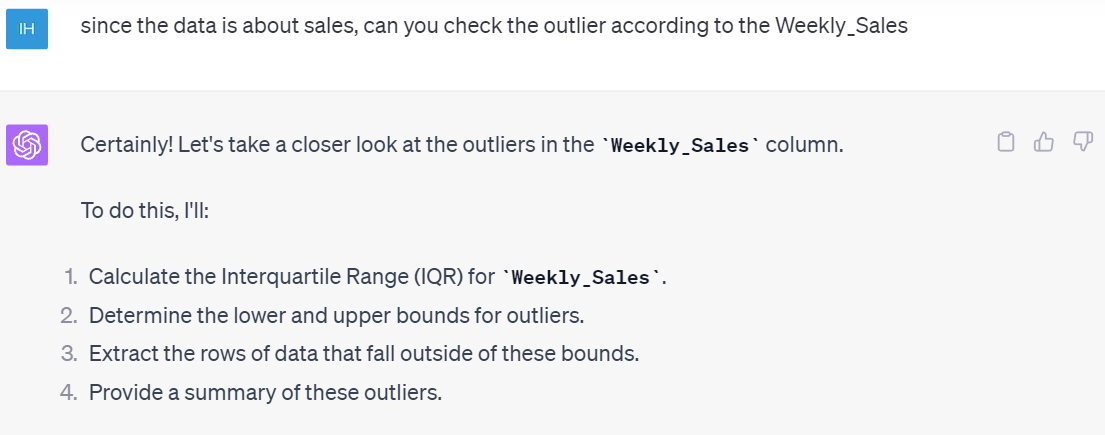 IH
since the data is about sales, can you check the outlier according to the Weekly_Sales
Certainly! Let's take a closer look at the outliers in the `Weekly_Sales` column.
To do this, I'll:
1. Calculate the Interquartile Range (IQR) for `Weekly_Sales`.
2. Determine the lower and upper bounds for outliers.
3. Extract the rows of data that fall outside of these bounds.
4. Provide a summary of these outliers.